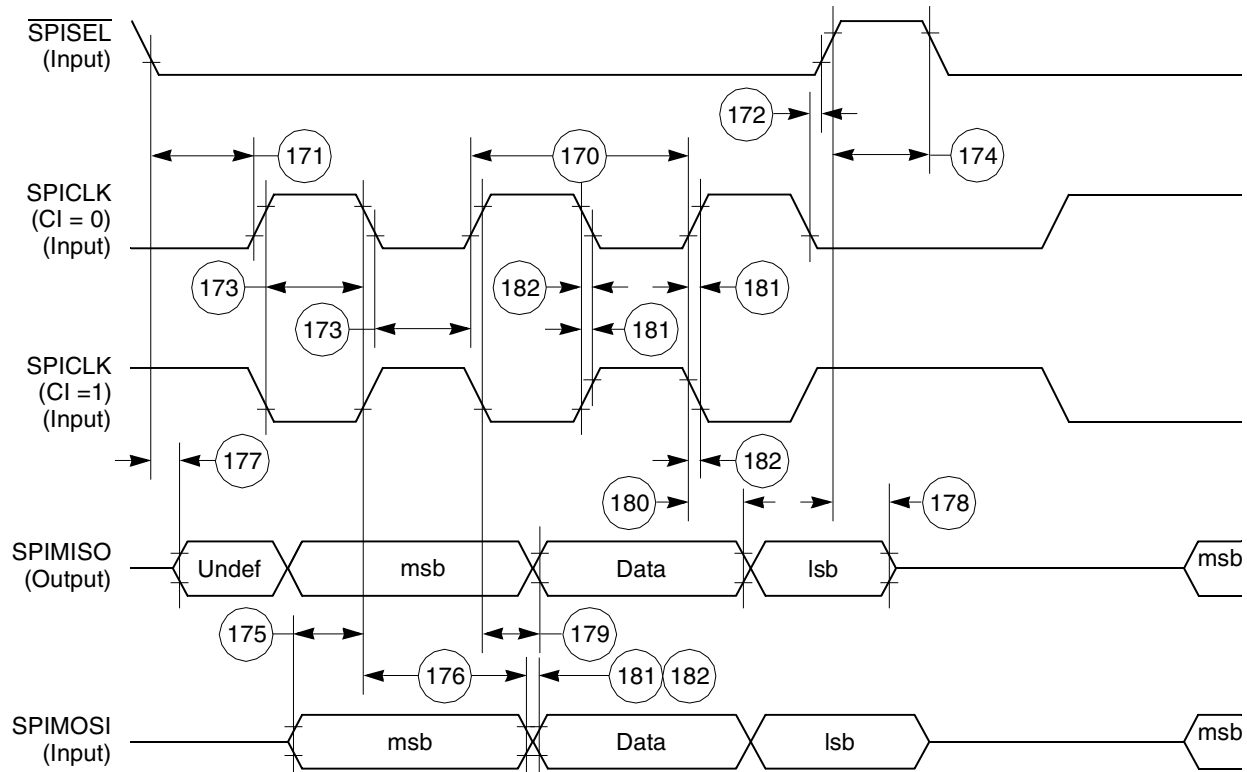 SPISEL
(Input)
172
171
170
174
SPICLK
(CI = 0)
(Input)
173
182
181
173
181
SPICLK
(CI =1)
(Input)
177
182
180
178
SPIMISO
(Output)
Undef
msb
Data
lsb
msb
175
179
176
181
182
SPIMOSI
(Input)
msb
Data
lsb
msb